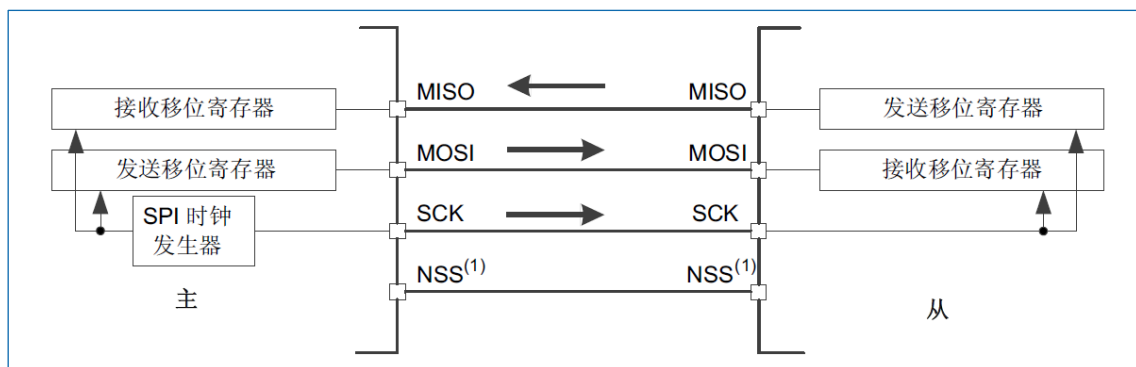 MISO MISO
接收移位寄存器 发送移位寄存器
MOSI MOSI
发送移位寄存器 接收移位寄存器
SCK SCK
SPI 时钟
发生器
NSS(1) NSS(1)
主 从